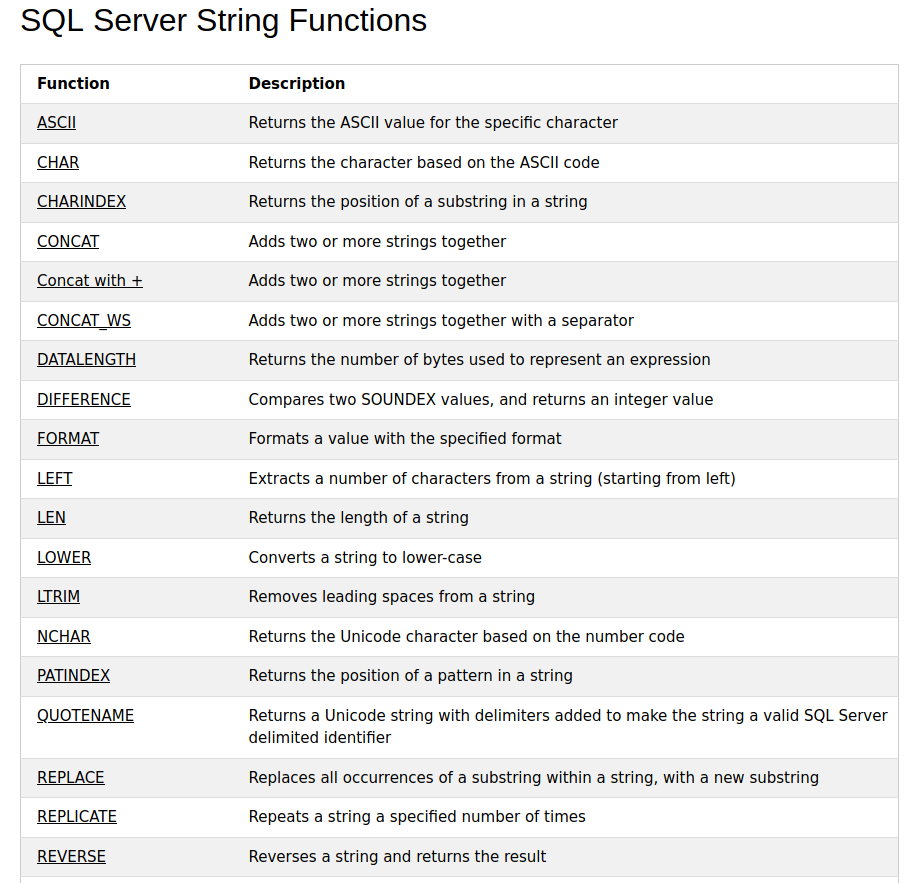 SQL Server String Functions
Function Description
ASCII Returns the ASCII value for the specific character
CHAR Returns the character based on the ASCII code
CHARINDEX Returns the position of a substring in a string
CONCAT Adds two or more strings together
Concat with + Adds two or more strings together
CONCAT_WS Adds two or more strings together with a separator
DATALENGTH Returns the number of bytes used to represent an expression
DIFFERENCE Compares two SOUNDEX values, and returns an integer value
FORMAT Formats a value with the specified format
LEFT Extracts a number of characters from a string (starting from left)
LEN Returns the length of a string
LOWER Converts a string to lower-case
LTRIM Removes leading spaces from a string
NCHAR Returns the Unicode character based on the number code
PATINDEX Returns the position of a pattern in a string
QUOTENAME Returns a Unicode string with delimiters added to make the string a valid SQL Server
delimited identifier
REPLACE Replaces all occurrences of a substring within a string, with a new substring
REPLICATE Repeats a string a specified number of times
REVERSE Reverses a string and returns the result